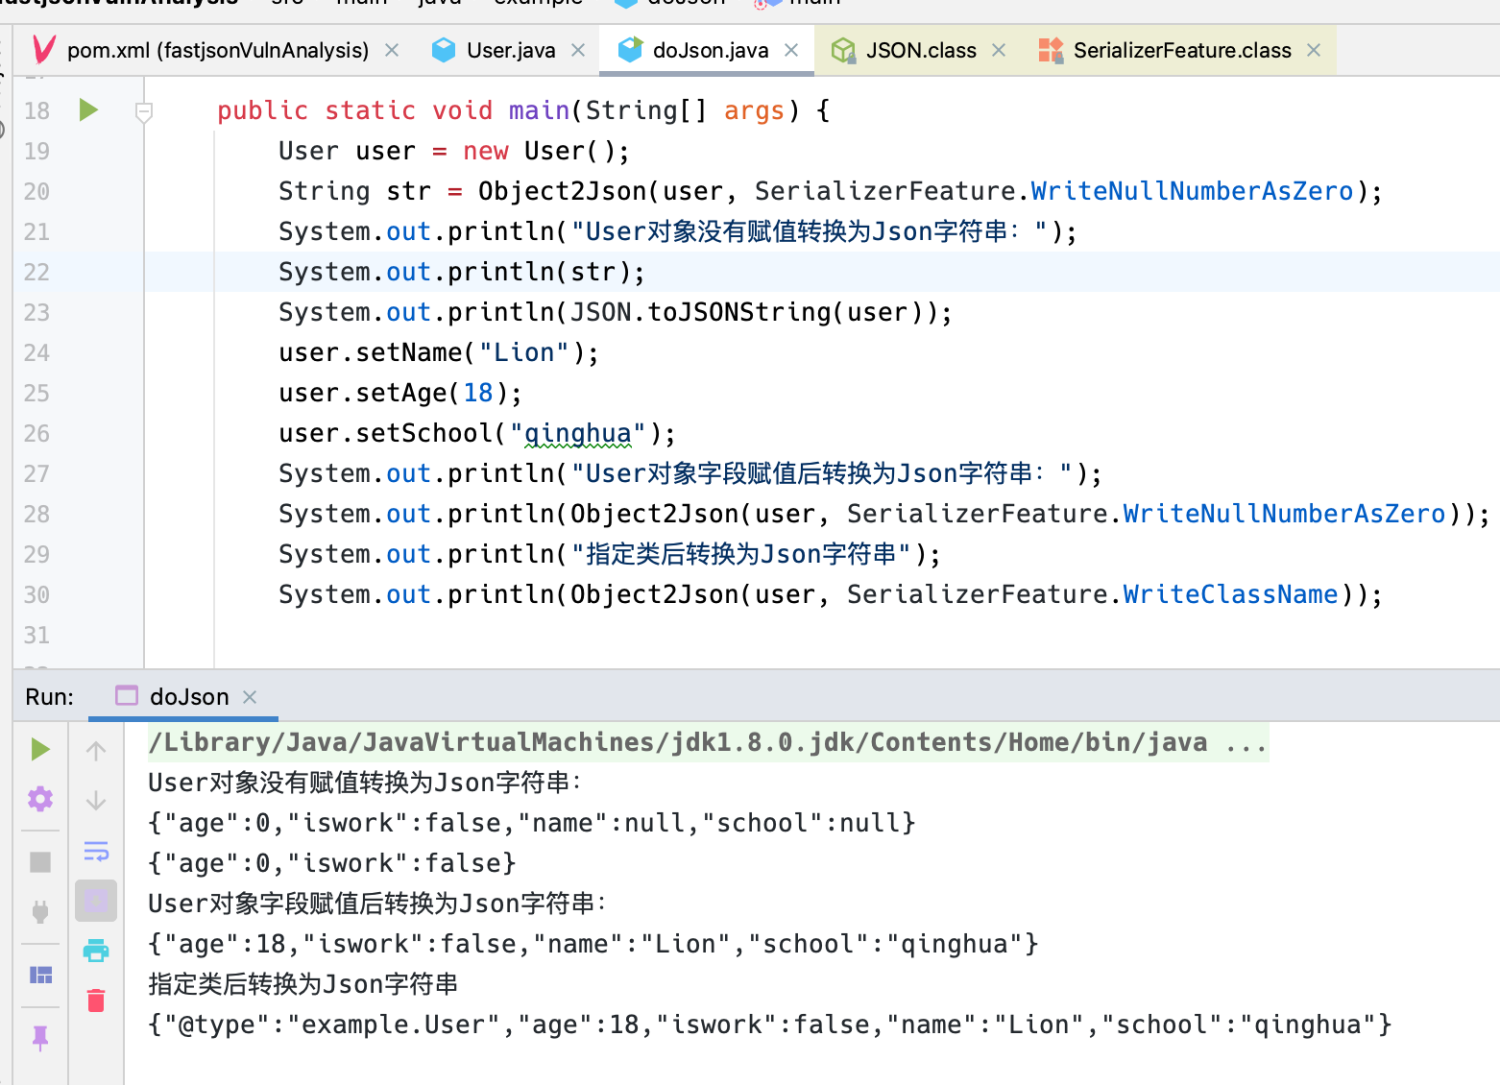 fastjsonVulnAnalysis src main java example doJson main
pom.xml (fastjsonVulnAnalysis) User.java doJson.java JSON.class SerializerFeature.class
18 public static void main(String[] args) {
19 User user = new User();
20 String str = Object2Json(user, SerializerFeature.WriteNullNumberAsZero);
21 System.out.println("User对象没有赋值转换为Json字符串：");
22 System.out.println(str);
23 System.out.println(JSON.toJSONString(user));
24 user.setName("Lion");
25 user.setAge(18);
26 user.setSchool("qinghua");
27 System.out.println("User对象字段赋值后转换为Json字符串：");
28 System.out.println(Object2Json(user, SerializerFeature.WriteNullNumberAsZero));
29 System.out.println("指定类后转换为Json字符串");
30 System.out.println(Object2Json(user, SerializerFeature.WriteClassName));
31
Run: doJson
/Library/Java/JavaVirtualMachines/jdk1.8.0.jdk/Contents/Home/bin/java ...
User对象没有赋值转换为Json字符串：
{"age":0,"iswork":false,"name":null,"school":null}
{"age":0,"iswork":false}
User对象字段赋值后转换为Json字符串：
{"age":18,"iswork":false,"name":"Lion","school":"qinghua"}
指定类后转换为Json字符串
{"@type":"example.User","age":18,"iswork":false,"name":"Lion","school":"qinghua"}